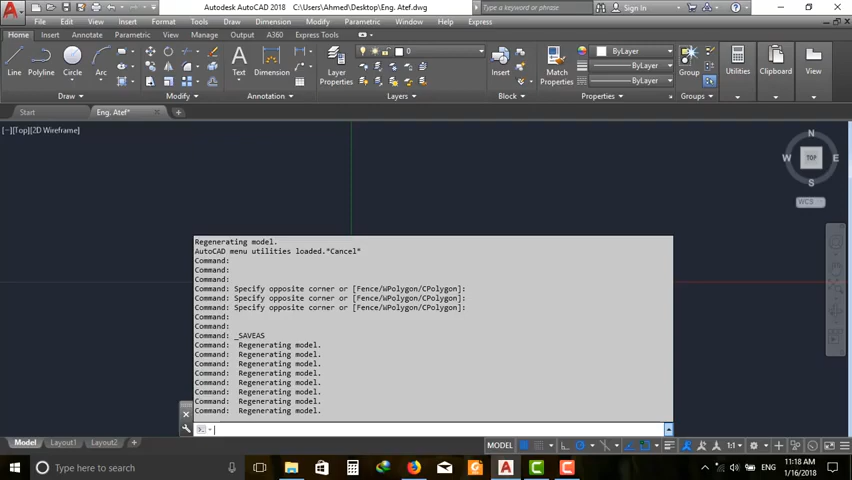 Autodesk AutoCAD 2018 C:\Users\Ahmed\Desktop\Eng. Atef.dwg
Type a keyword or phrase
Sign In
File Edit View Insert Format Tools Draw Dimension Modify Parametric Window Help Express
Home Insert Annotate Parametric View Manage Output A360 Express Tools
Line Polyline Circle Arc
Text Dimension
Layer
Properties
0
Insert
Match
Properties
ByLayer
ByLayer
ByLayer
Group
Utilities
Clipboard
View
Draw Modify Annotation Layers Block Properties Groups
Start Eng. Atef*
[−][Top][2D Wireframe]
N
W TOP E
S
WCS
Regenerating model.
AutoCAD menu utilities loaded.*Cancel*
Command:
Command:
Command:
Command: Specify opposite corner or [Fence/WPolygon/CPolygon]:
Command: Specify opposite corner or [Fence/WPolygon/CPolygon]:
Command: Specify opposite corner or [Fence/WPolygon/CPolygon]:
Command:
Command:
Command: _SAVEAS
Command: Regenerating model.
Command: Regenerating model.
Command: Regenerating model.
Command: Regenerating model.
Command: Regenerating model.
Command: Regenerating model.
Command: Regenerating model.
Command: Regenerating model.
Model Layout1 Layout2 +
MODEL 1:1
Type here to search
ENG
11:18 AM
1/16/2018